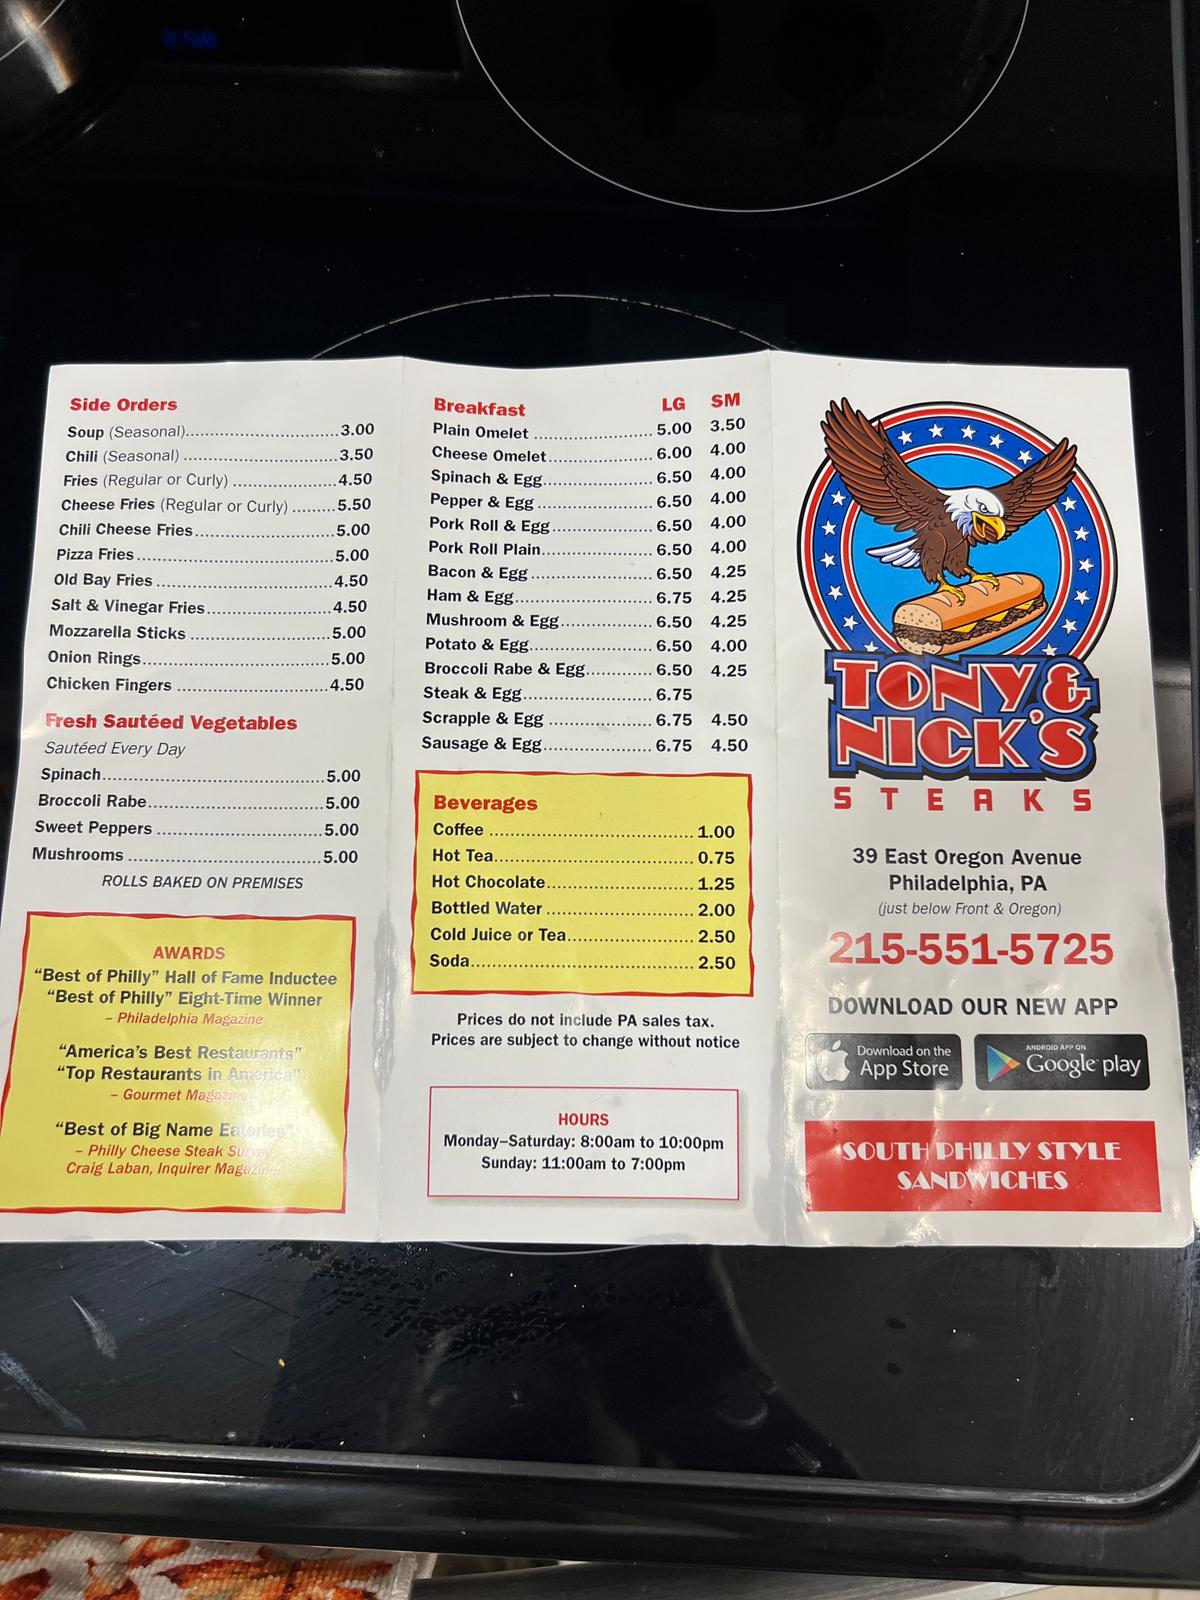 Side Orders
Soup (Seasonal)..............................3.00
Chili (Seasonal) ..............................3.50
Fries (Regular or Curly) ....................4.50
Cheese Fries (Regular or Curly) ........5.50
Chili Cheese Fries............................5.00
Pizza Fries........................................5.00
Old Bay Fries ...................................4.50
Salt & Vinegar Fries.........................4.50
Mozzarella Sticks ............................5.00
Onion Rings.....................................5.00
Chicken Fingers ..............................4.50
Fresh Sautéed Vegetables
Sautéed Every Day
Spinach............................................5.00
Broccoli Rabe...................................5.00
Sweet Peppers .................................5.00
Mushrooms ......................................5.00
ROLLS BAKED ON PREMISES
AWARDS
"Best of Philly" Hall of Fame Inductee
"Best of Philly" Eight-Time Winner
– Philadelphia Magazine
"America's Best Restaurants"
"Top Restaurants in America"
– Gourmet Magazine
"Best of Big Name Eateries"
– Philly Cheese Steak Survey
Craig Laban, Inquirer Magazine
Breakfast LG SM
Plain Omelet ........................ 5.00 3.50
Cheese Omelet..................... 6.00 4.00
Spinach & Egg...................... 6.50 4.00
Pepper & Egg ....................... 6.50 4.00
Pork Roll & Egg.................... 6.50 4.00
Pork Roll Plain...................... 6.50 4.00
Bacon & Egg ........................ 6.50 4.25
Ham & Egg........................... 6.75 4.25
Mushroom & Egg.................. 6.50 4.25
Potato & Egg........................ 6.50 4.00
Broccoli Rabe & Egg............. 6.50 4.25
Steak & Egg......................... 6.75
Scrapple & Egg .................... 6.75 4.50
Sausage & Egg..................... 6.75 4.50
Beverages
Coffee ........................................ 1.00
Hot Tea....................................... 0.75
Hot Chocolate............................. 1.25
Bottled Water ............................. 2.00
Cold Juice or Tea......................... 2.50
Soda........................................... 2.50
Prices do not include PA sales tax.
Prices are subject to change without notice
HOURS
Monday–Saturday: 8:00am to 10:00pm
Sunday: 11:00am to 7:00pm
TONY &
NICK'S
STEAKS
39 East Oregon Avenue
Philadelphia, PA
(just below Front & Oregon)
215-551-5725
DOWNLOAD OUR NEW APP
Download on the
App Store
ANDROID APP ON
Google play
SOUTH PHILLY STYLE
SANDWICHES